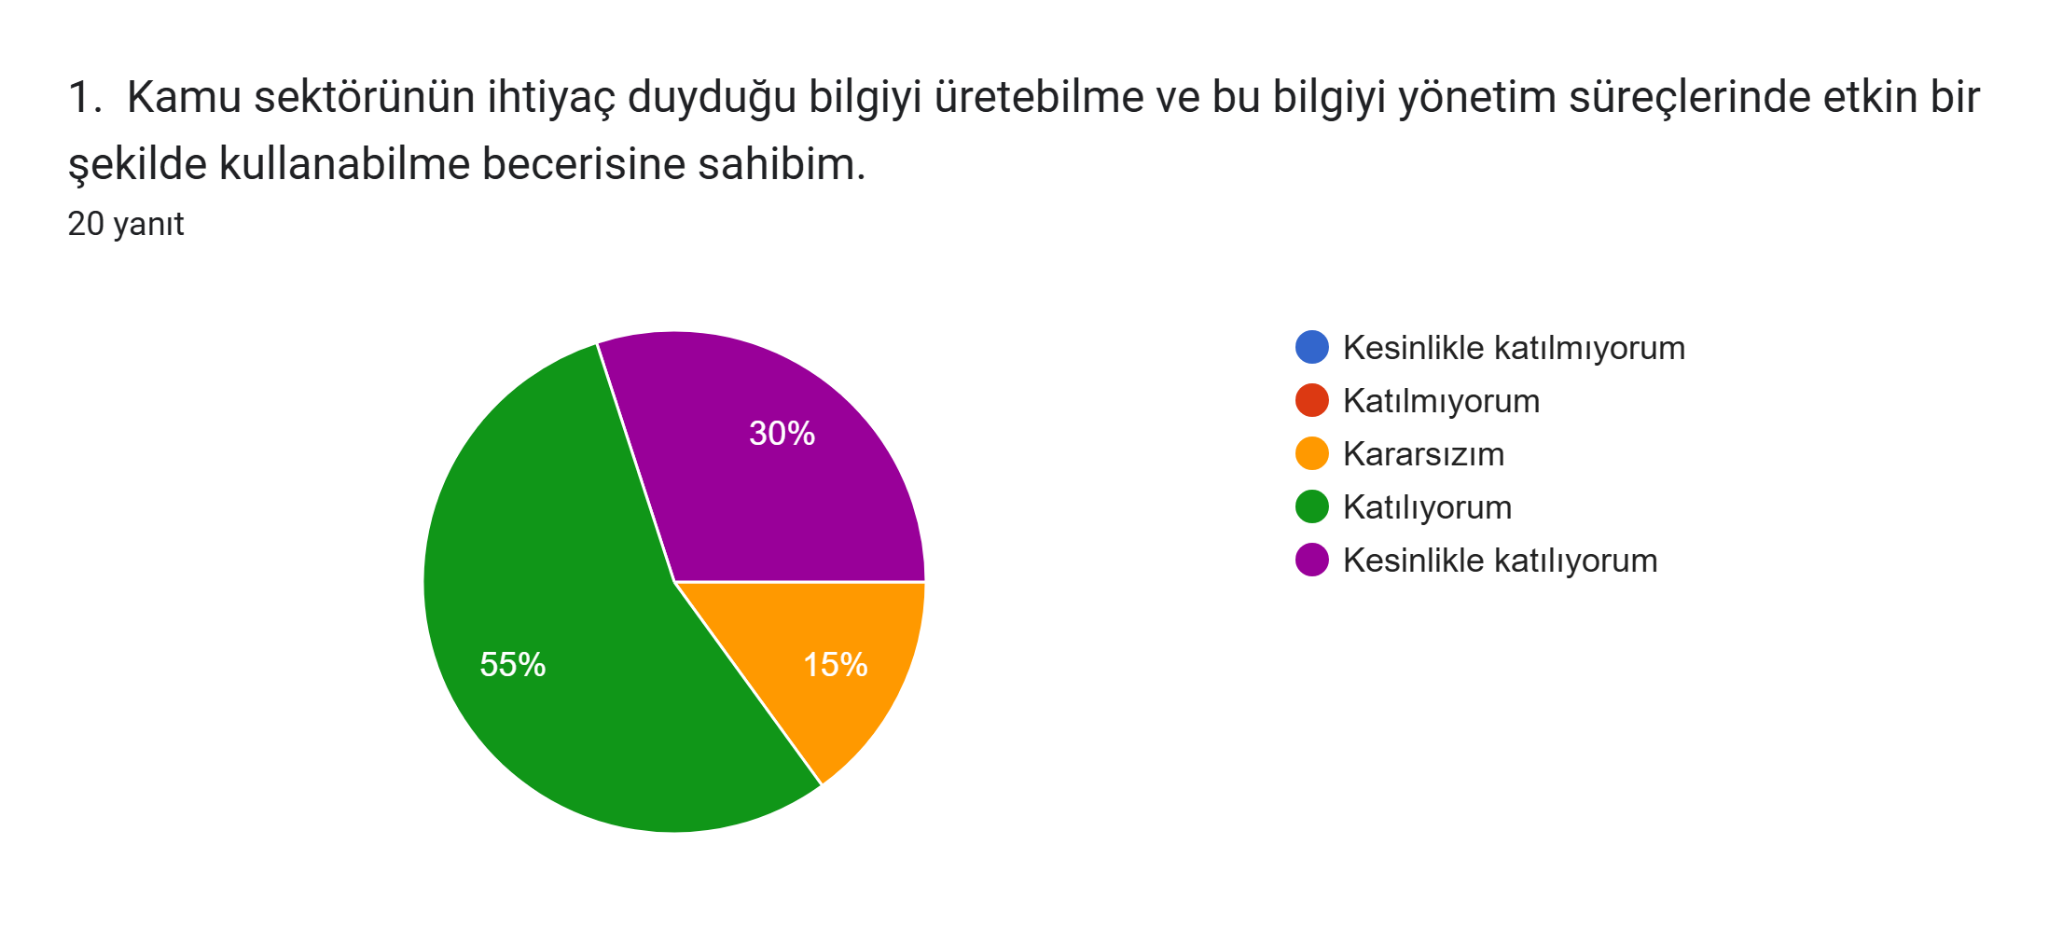 1. Kamu sektörünün ihtiyaç duyduğu bilgiyi üretebilme ve bu bilgiyi yönetim süreçlerinde etkin bir
şekilde kullanabilme becerisine sahibim.
20 yanıt
Kesinlikle katılmıyorum
Katılmıyorum
Kararsızım
Katılıyorum
Kesinlikle katılıyorum
30%
55%
15%